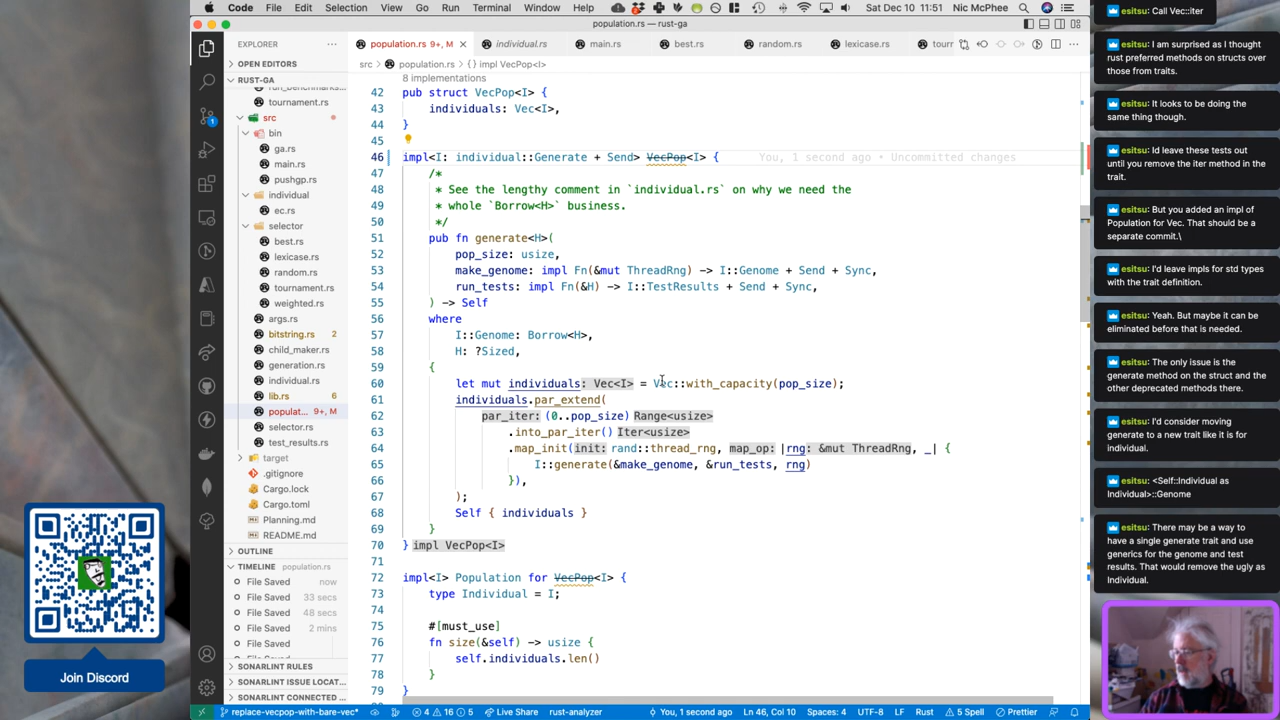 Code File Edit Selection View Go Run Terminal Window Help Sat Dec 10 11:51 Nic McPhee
population.rs — rust-ga
EXPLORER
population.rs 9+, M
individual.rs
main.rs
best.rs
random.rs
lexicase.rs
tourr
src > population.rs > {} impl VecPop<I>
OPEN EDITORS
RUST-GA
tournament.rs
src
bin
ga.rs
main.rs
pushgp.rs
individual
ec.rs
selector
best.rs
lexicase.rs
random.rs
tournament.rs
weighted.rs
args.rs
bitstring.rs 2
child_maker.rs
generation.rs
individual.rs
lib.rs 6
populat... 9+, M
selector.rs
test_results.rs
target
.gitignore
Cargo.lock
Cargo.toml
Planning.md
README.md
OUTLINE
TIMELINE population.rs
File Saved now
File Saved 33 secs
File Saved 48 secs
File Saved 2 mins
File Saved
SONARLINT RULES
SONARLINT ISSUE LOCAT...
SONARLINT CONNECTED ...
8 implementations
42 pub struct VecPop<I> {
43 individuals: Vec<I>,
44 }
45
46 impl<I: individual::Generate + Send> VecPop<I> { You, 1 second ago • Uncommitted changes
47 /*
48 * See the lengthy comment in `individual.rs` on why we need the
49 * whole `Borrow<H>` business.
50 */
51 pub fn generate<H>(
52 pop_size: usize,
53 make_genome: impl Fn(&mut ThreadRng) -> I::Genome + Send + Sync,
54 run_tests: impl Fn(&H) -> I::TestResults + Send + Sync,
55 ) -> Self
56 where
57 I::Genome: Borrow<H>,
58 H: ?Sized,
59 {
60 let mut individuals: Vec<I> = Vec::with_capacity(pop_size);
61 individuals.par_extend(
62 par_iter: (0..pop_size) Range<usize>
63 .into_par_iter() Iter<usize>
64 .map_init(init: rand::thread_rng, map_op: |rng: &mut ThreadRng, _| {
65 I::generate(&make_genome, &run_tests, rng)
66 }),
67 );
68 Self { individuals }
69 }
70 } impl VecPop<I>
71
72 impl<I> Population for VecPop<I> {
73 type Individual = I;
74
75 #[must_use]
76 fn size(&self) -> usize {
77 self.individuals.len()
78 }
79 }
replace-vecpop-with-bare-vec* 4 16 5 Live Share rust-analyzer You, 1 second ago Ln 46, Col 10 Spaces: 4 UTF-8 LF Rust 5 Spell Prettier
Join Discord
esitsu: Call Vec::iter
esitsu: I am surprised as I thought
rust preferred methods on structs over
those from traits.
esitsu: It looks to be doing the
same thing though.
esitsu: Id leave these tests out
until you remove the iter method in the
trait.
esitsu: But you added an impl of
Population for Vec. That should be a
separate commit.\
esitsu: I'd leave impls for std types
with the trait definition.
esitsu: Yeah. But maybe it can be
eliminated before that is needed.
esitsu: The only issue is the
generate method on the struct and the
other deprecated methods there.
esitsu: I'd consider moving
generate to a new trait like it is for
individual.
esitsu: <Self::Individual as
Individual>::Genome
esitsu: There may be a way to
have a single generate trait and use
generics for the genome and test
results. That would remove the ugly as
Individual.